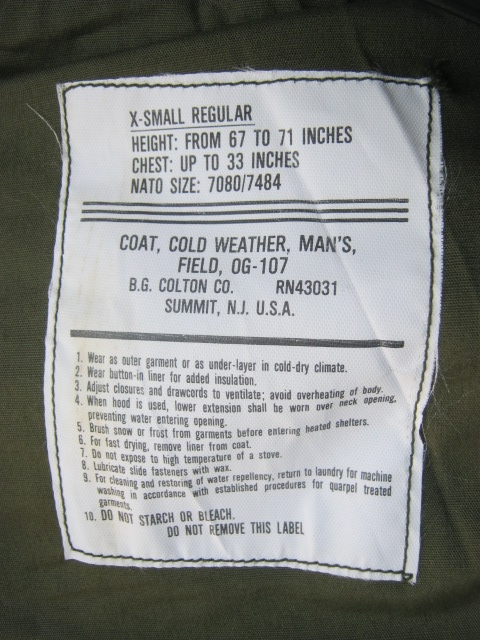 X-SMALL REGULAR
HEIGHT: FROM 67 TO 71 INCHES
CHEST: UP TO 33 INCHES
NATO SIZE: 7080/7484
COAT, COLD WEATHER, MAN'S,
FIELD, OG-107
B.G. COLTON CO. RN43031
SUMMIT, N.J. U.S.A.
1. Wear as outer garment or as under-layer in cold-dry climate.
2. Wear button-in liner for added insulation.
3. Adjust closures and drawcords to ventilate; avoid overheating of body.
4. When hood is used, lower extension shall be worn over neck opening,
preventing water entering opening.
5. Brush snow or frost from garments before entering heated shelters.
6. For fast drying, remove liner from coat.
7. Do not expose to high temperature of a stove.
8. Lubricate slide fasteners with wax.
9. For cleaning and restoring of water repellency, return to laundry for machine
washing in accordance with established procedures for quarpel treated
garments.
10. DO NOT STARCH OR BLEACH.
DO NOT REMOVE THIS LABEL